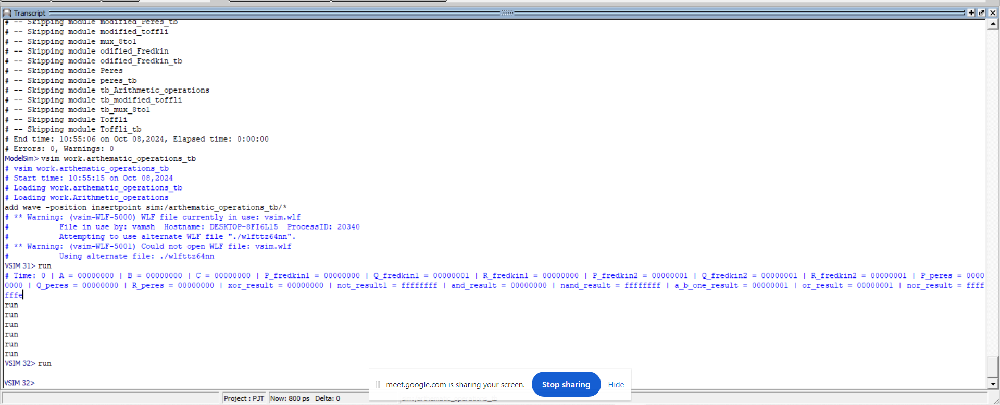 Transcript
# -- Skipping module modified_Peres_tb
# -- Skipping module modified_toffli
# -- Skipping module mux_8to1
# -- Skipping module odified_Fredkin
# -- Skipping module odified_Fredkin_tb
# -- Skipping module Peres
# -- Skipping module peres_tb
# -- Skipping module tb_Arithmetic_operations
# -- Skipping module tb_modified_toffli
# -- Skipping module tb_mux_8to1
# -- Skipping module Toffli
# -- Skipping module Toffli_tb
# End time: 10:55:06 on Oct 08,2024, Elapsed time: 0:00:00
# Errors: 0, Warnings: 0
ModelSim> vsim work.arthematic_operations_tb
# vsim work.arthematic_operations_tb
# Start time: 10:55:15 on Oct 08,2024
# Loading work.arthematic_operations_tb
# Loading work.Arithmetic_operations
add wave -position insertpoint sim:/arthematic_operations_tb/*
# ** Warning: (vsim-WLF-5000) WLF file currently in use: vsim.wlf
#           File in use by: vamsh  Hostname: DESKTOP-8FI6L15  ProcessID: 20340
#           Attempting to use alternate WLF file "./wlfttz64nn".
# ** Warning: (vsim-WLF-5001) Could not open WLF file: vsim.wlf
#           Using alternate file: ./wlfttz64nn
VSIM 31> run
# Time: 0 | A = 00000000 | B = 00000000 | C = 00000000 | P_fredkin1 = 00000000 | Q_fredkin1 = 00000001 | R_fredkin1 = 00000000 | P_fredkin2 = 00000000 | Q_fredkin2 = 00000001 | R_fredkin2 = 00000001 | P_peres = 0000
0000 | Q_peres = 00000000 | R_peres = 00000000 | xor_result = 00000000 | not_result1 = ffffffff | and_result = 00000000 | nand_result = ffffffff | a_b_one_result = 00000001 | or_result = 00000001 | nor_result = ffff
fffe
run
run
run
run
run
run
VSIM 32> run
VSIM 32>
meet.google.com is sharing your screen.
Stop sharing
Hide
Project : PJT
Now: 800 ps Delta: 0